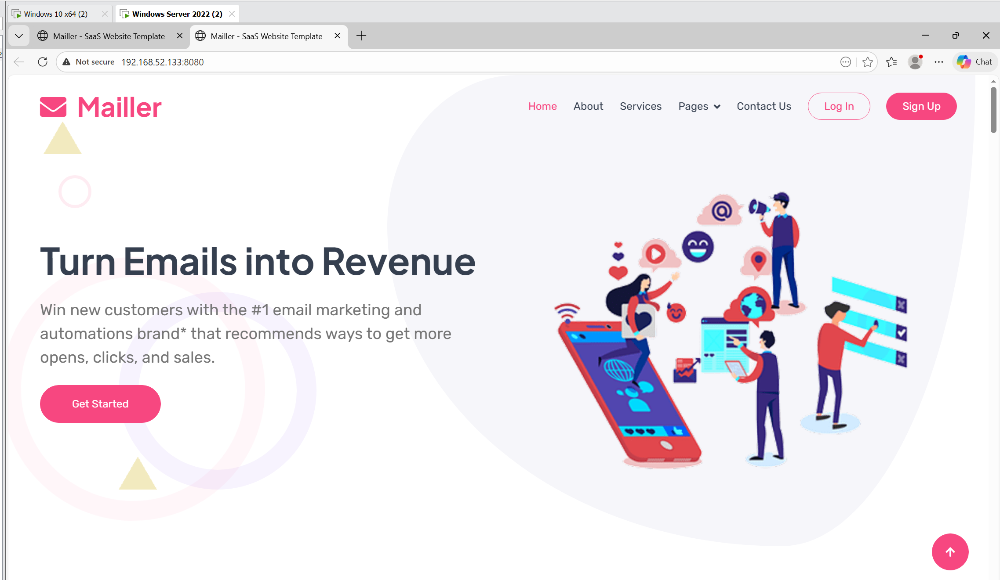 Windows 10 x64 (2)
Windows Server 2022 (2)
Mailler - SaaS Website Template
Mailler - SaaS Website Template
Not secure
192.168.52.133:8080
Chat
Mailler
Home
About
Services
Pages
Contact Us
Log In
Sign Up
Turn Emails into Revenue
Win new customers with the #1 email marketing and
automations brand* that recommends ways to get more
opens, clicks, and sales.
Get Started
@